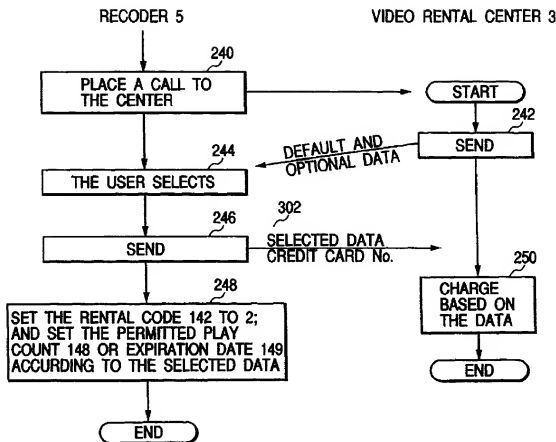 RECODER 5
VIDEO RENTAL CENTER 3
240
PLACE A CALL TO
THE CENTER
START
242
SEND
DEFAULT AND
OPTIONAL DATA
244
THE USER SELECTS
246
SEND
302
SELECTED DATA
CREDIT CARD No.
248
SET THE RENTAL CODE 142 TO 2;
AND SET THE PERMITTED PLAY
COUNT 148 OR EXPIRATION DATE 149
ACCORDING TO THE SELECTED DATA
250
CHARGE
BASED ON
THE DATA
END
END